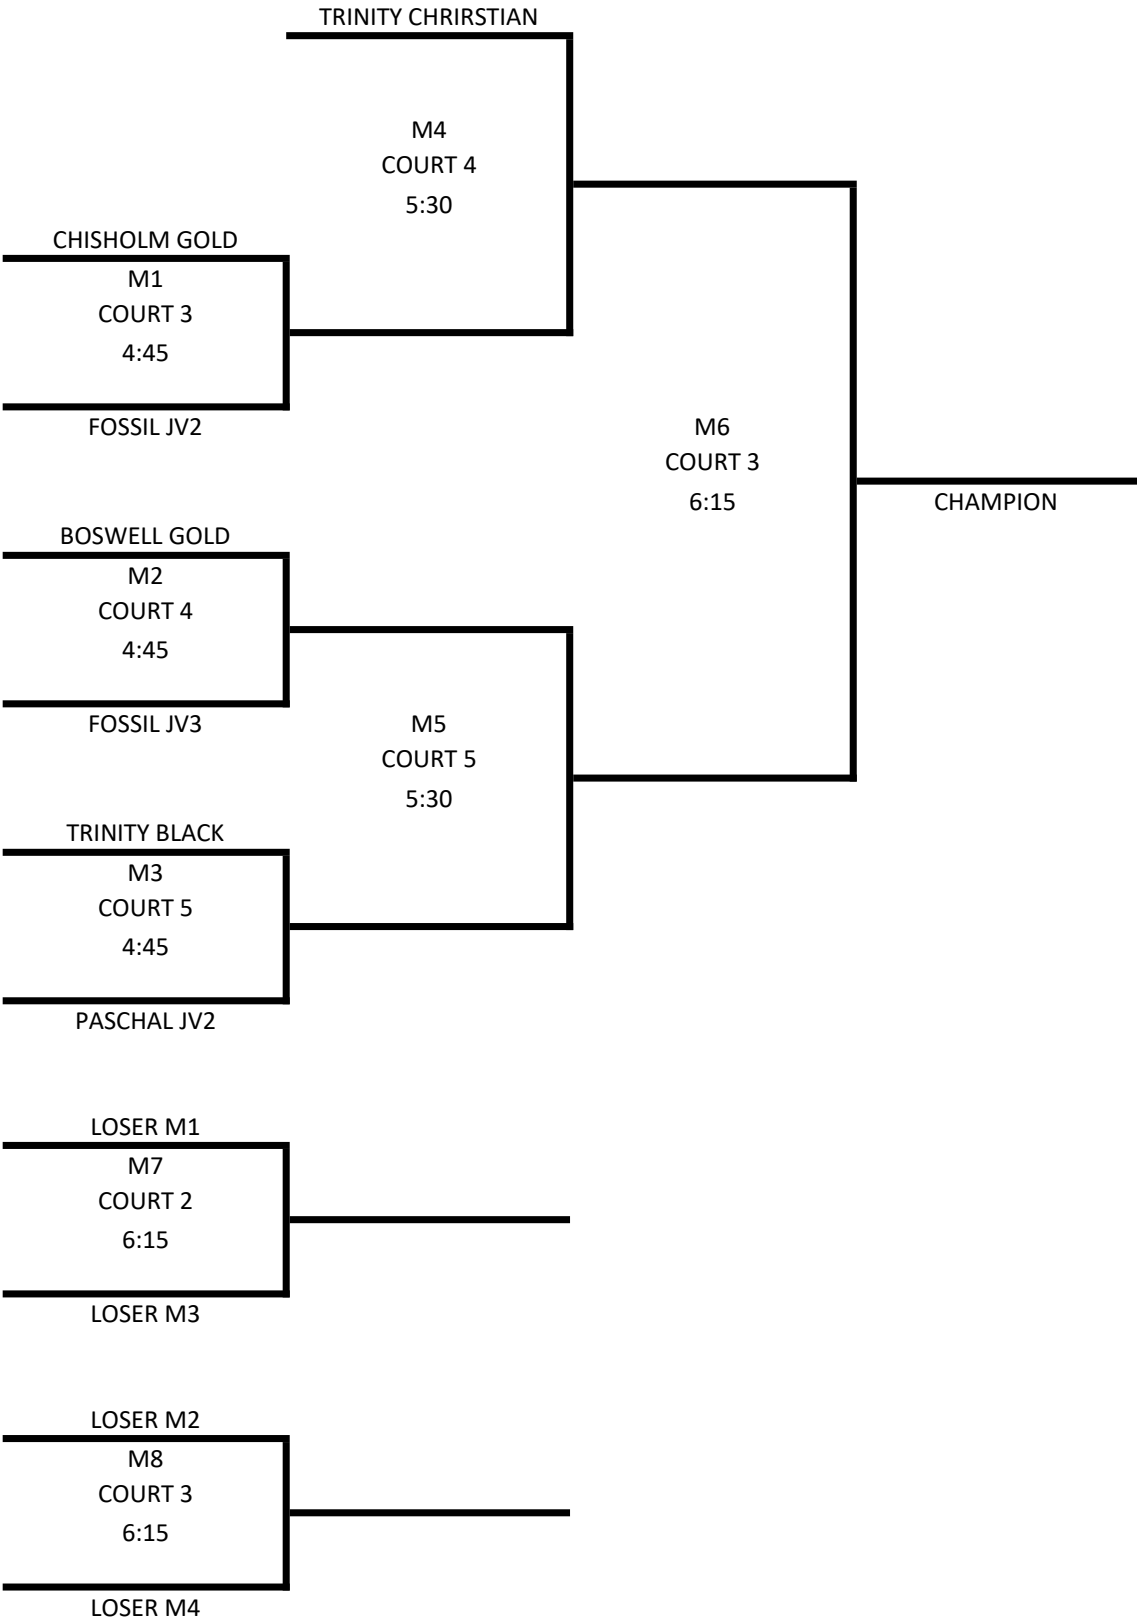 TRINITY CHRIRSTIAN
M4
COURT 4
5:30
CHISHOLM GOLD
M1
COURT 3
4:45
FOSSIL JV2
M6
COURT 3
6:15
CHAMPION
BOSWELL GOLD
M2
COURT 4
4:45
FOSSIL JV3
M5
COURT 5
5:30
TRINITY BLACK
M3
COURT 5
4:45
PASCHAL JV2
LOSER M1
M7
COURT 2
6:15
LOSER M3
LOSER M2
M8
COURT 3
6:15
LOSER M4